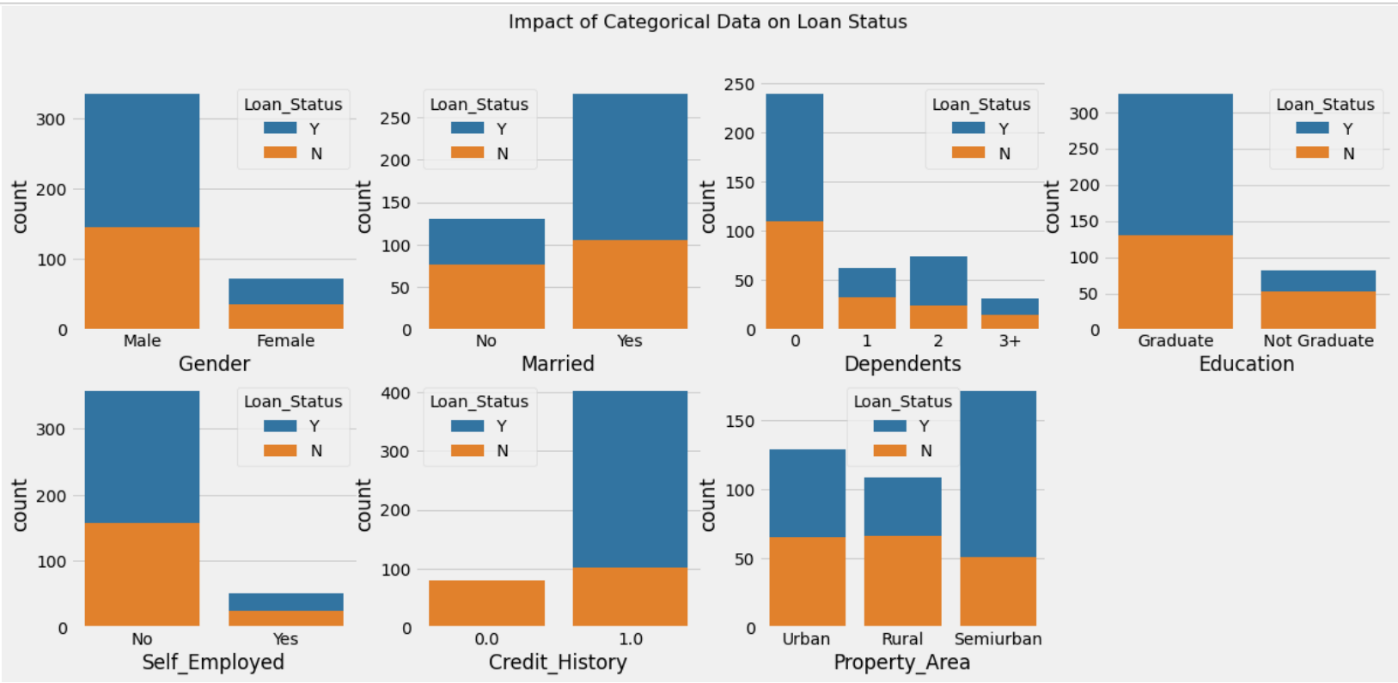 Impact of Categorical Data on Loan Status
count
300
200
100
0
Loan_Status
Y
N
Male Female
Gender
count
250
200
150
100
50
0
Loan_Status
Y
N
No Yes
Married
count
250
200
150
100
50
0
Loan_Status
Y
N
0 1 2 3+
Dependents
count
300
250
200
150
100
50
0
Loan_Status
Y
N
Graduate Not Graduate
Education
count
300
200
100
0
Loan_Status
Y
N
No Yes
Self_Employed
count
400
300
200
100
0
Loan_Status
Y
N
0.0 1.0
Credit_History
count
150
100
50
0
Loan_Status
Y
N
Urban Rural Semiurban
Property_Area